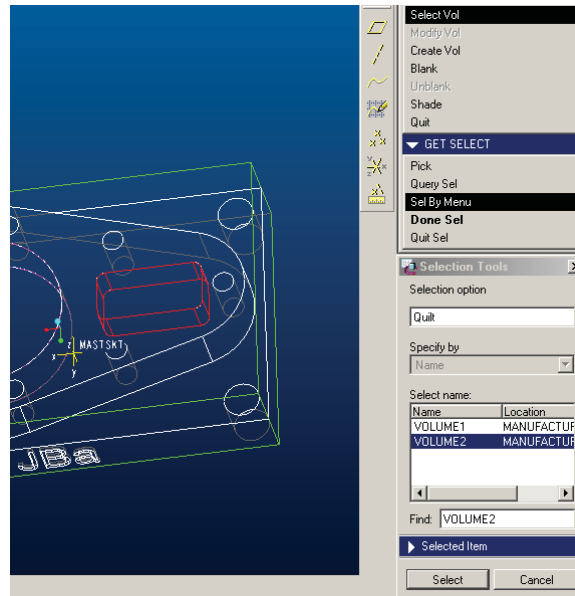 Select Vol
Modify Vol
Create Vol
Blank
Unblank
Shade
Quit
GET SELECT
Pick
Query Sel
Sel By Menu
Done Sel
Quit Sel
Selection Tools
Selection option
Quilt
Specify by
Name
Select name:
Name Location
VOLUME1 MANUFACTUR
VOLUME2 MANUFACTUR
Find: VOLUME2
Selected Item
Select Cancel
z MASTSKT
x
y
JBa